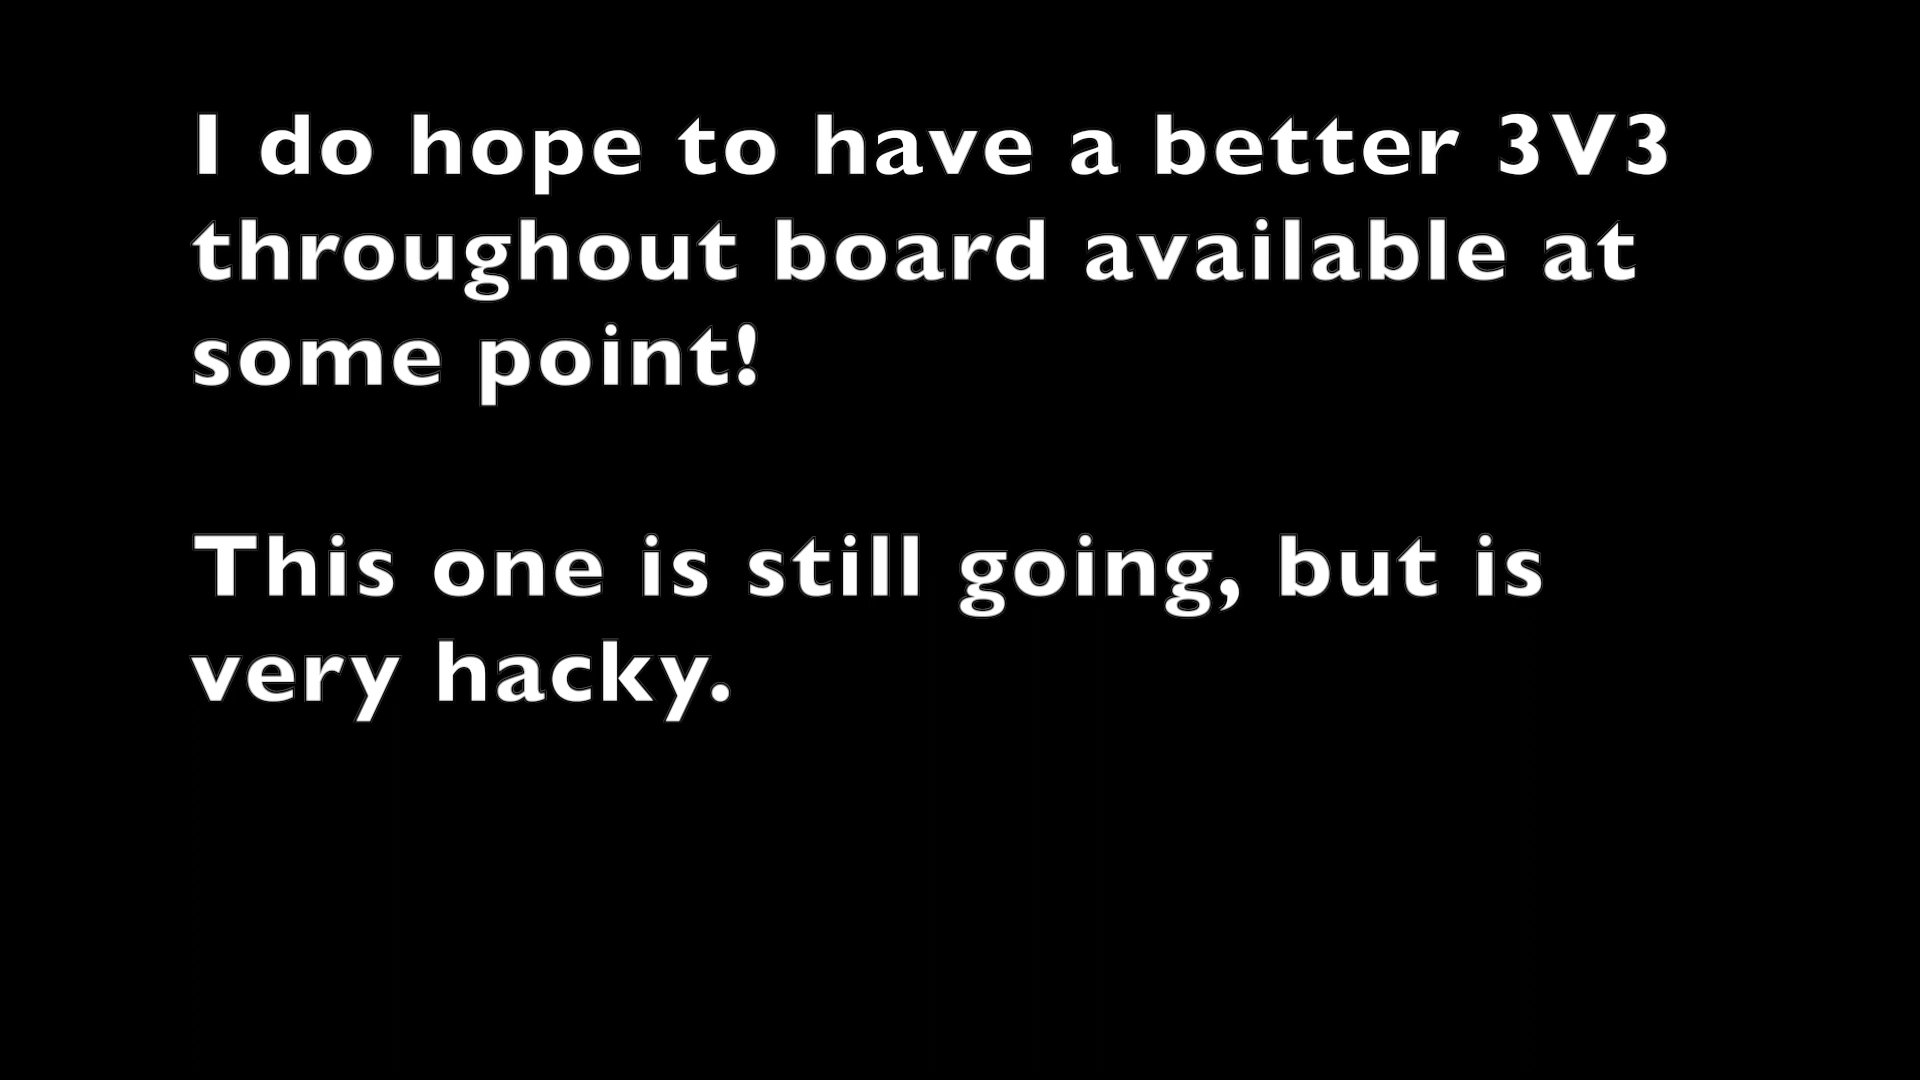 I do hope to have a better 3V3
throughout board available at
some point!
This one is still going, but is
very hacky.